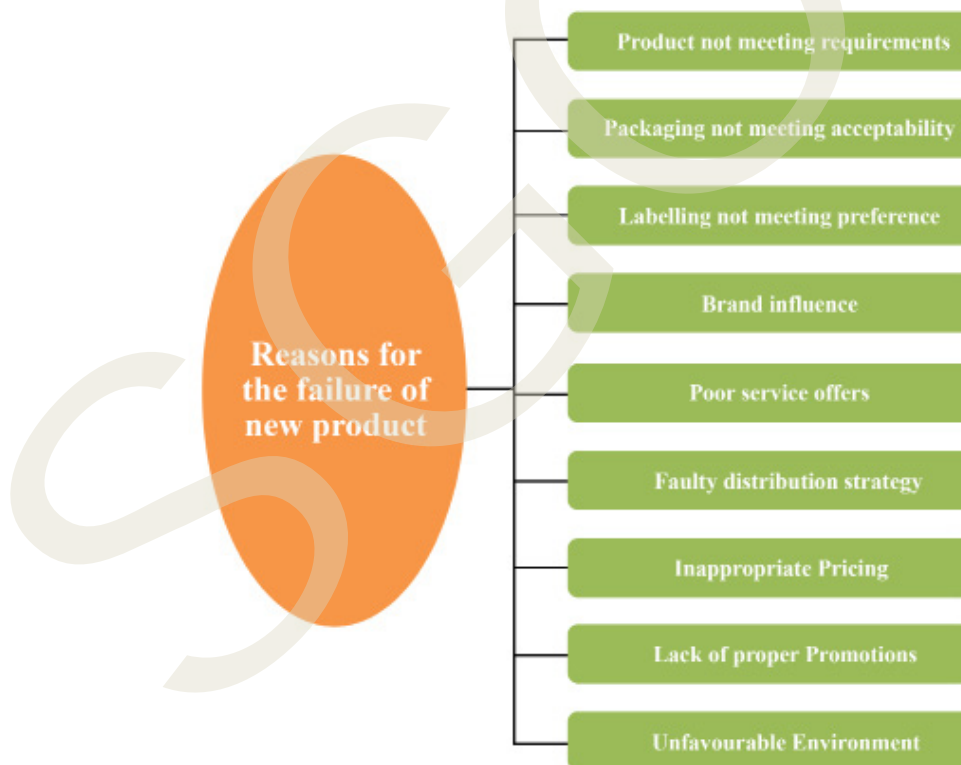 Product not meeting requirements
Packaging not meeting acceptability
Labelling not meeting preference
Brand influence
Reasons for
the failure of
new product
Poor service offers
Faulty distribution strategy
Inappropriate Pricing
Lack of proper Promotions
Unfavourable Environment